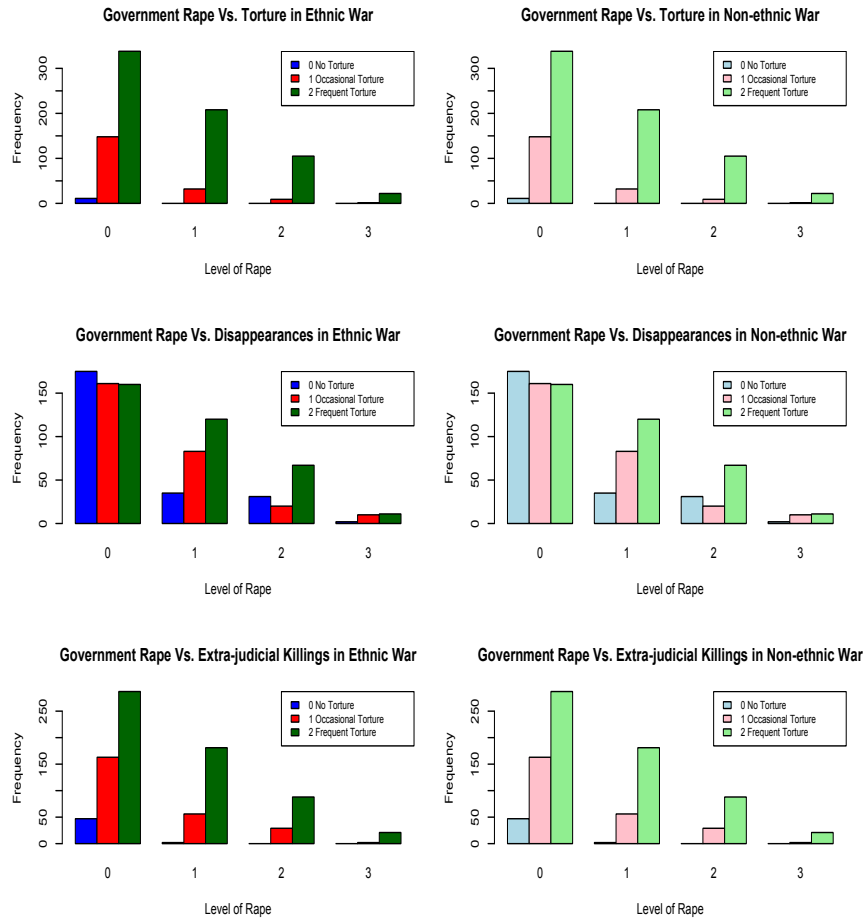 Government Rape Vs. Torture in Ethnic War
0 No Torture
1 Occasional Torture
2 Frequent Torture
Frequency
0 100 200 300
0 1 2 3
Level of Rape
Government Rape Vs. Torture in Non-ethnic War
0 No Torture
1 Occasional Torture
2 Frequent Torture
Frequency
0 100 200 300
0 1 2 3
Level of Rape
Government Rape Vs. Disappearances in Ethnic War
0 No Torture
1 Occasional Torture
2 Frequent Torture
Frequency
0 50 100 150
0 1 2 3
Level of Rape
Government Rape Vs. Disappearances in Non-ethnic War
0 No Torture
1 Occasional Torture
2 Frequent Torture
Frequency
0 50 100 150
0 1 2 3
Level of Rape
Government Rape Vs. Extra-judicial Killings in Ethnic War
0 No Torture
1 Occasional Torture
2 Frequent Torture
Frequency
0 50 150 250
0 1 2 3
Level of Rape
Government Rape Vs. Extra-judicial Killings in Non-ethnic War
0 No Torture
1 Occasional Torture
2 Frequent Torture
Frequency
0 50 150 250
0 1 2 3
Level of Rape